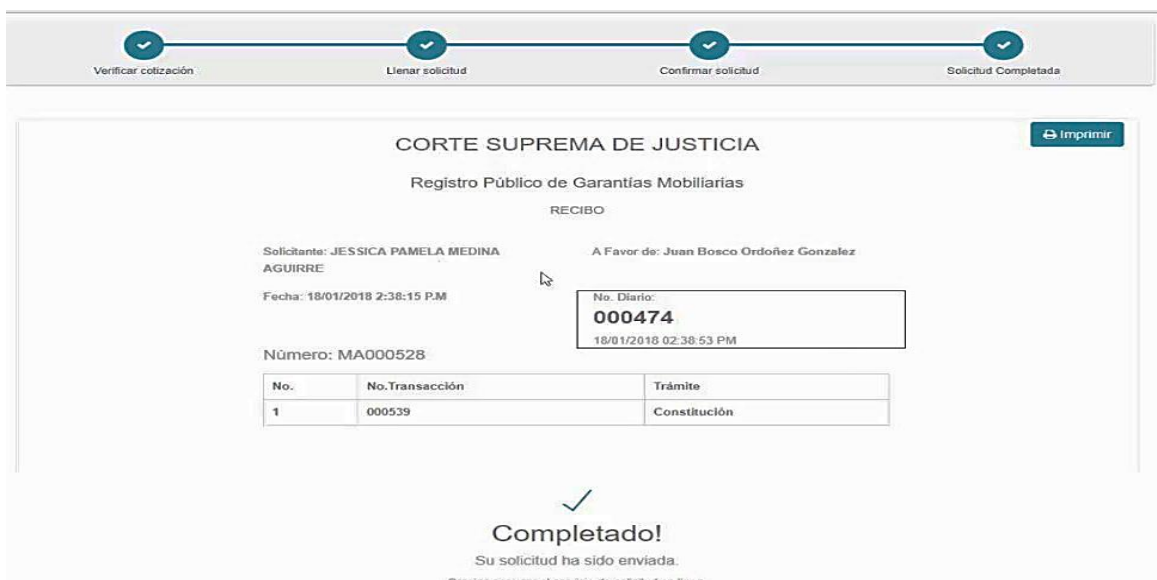 Verificar cotización
Llenar solicitud
Confirmar solicitud
Solicitud Completada
Imprimir
CORTE SUPREMA DE JUSTICIA
Registro Público de Garantías Mobiliarias
RECIBO
Solicitante: JESSICA PAMELA MEDINA
AGUIRRE
A Favor de: Juan Bosco Ordoñez Gonzalez
Fecha: 18/01/2018 2:38:15 P.M
No. Diario:
000474
18/01/2018 02:38:53 PM
Número: MA000528
No. No.Transacción Trámite
1 000539 Constitución
Completado!
Su solicitud ha sido enviada.